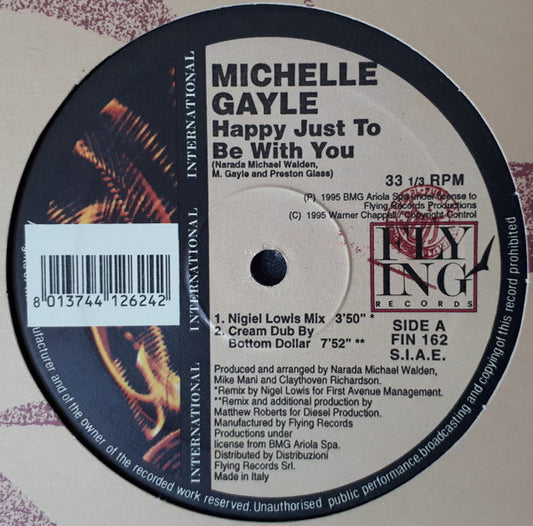 MICHELLE
GAYLE
Happy Just To
Be With You
(Narada Michael Walden,
M. Gayle and Preston Glass)
33 1/3 RPM
(P) 1995 BMG Ariola Spa under license to
Flying Records Productions
(C) 1995 Warner Chappell / Copyright Control
FLY
ING
RECORDS
1. Nigiel Lowis Mix 3'50" *
2. Cream Dub By
Bottom Dollar 7'52" **
SIDE A
FIN 162
S.I.A.E.
Produced and arranged by Narada Michael Walden,
Mike Mani and Claythoven Richardson.
*Remix by Nigel Lowis for First Avenue Management.
**Remix and additional production by
Matthew Roberts for Diesel Production.
Manufactured by Flying Records
Productions under
license from BMG Ariola Spa.
Distributed by Distribuzioni
Flying Records Srl.
Made in Italy
INTERNATIONAL
INTERNATIONAL
INTERNATIONAL
8 013744 126242
manufacturer and of the owner of the recorded work reserved. Unauthorised public performance, broadcasting and copying of this record prohibited